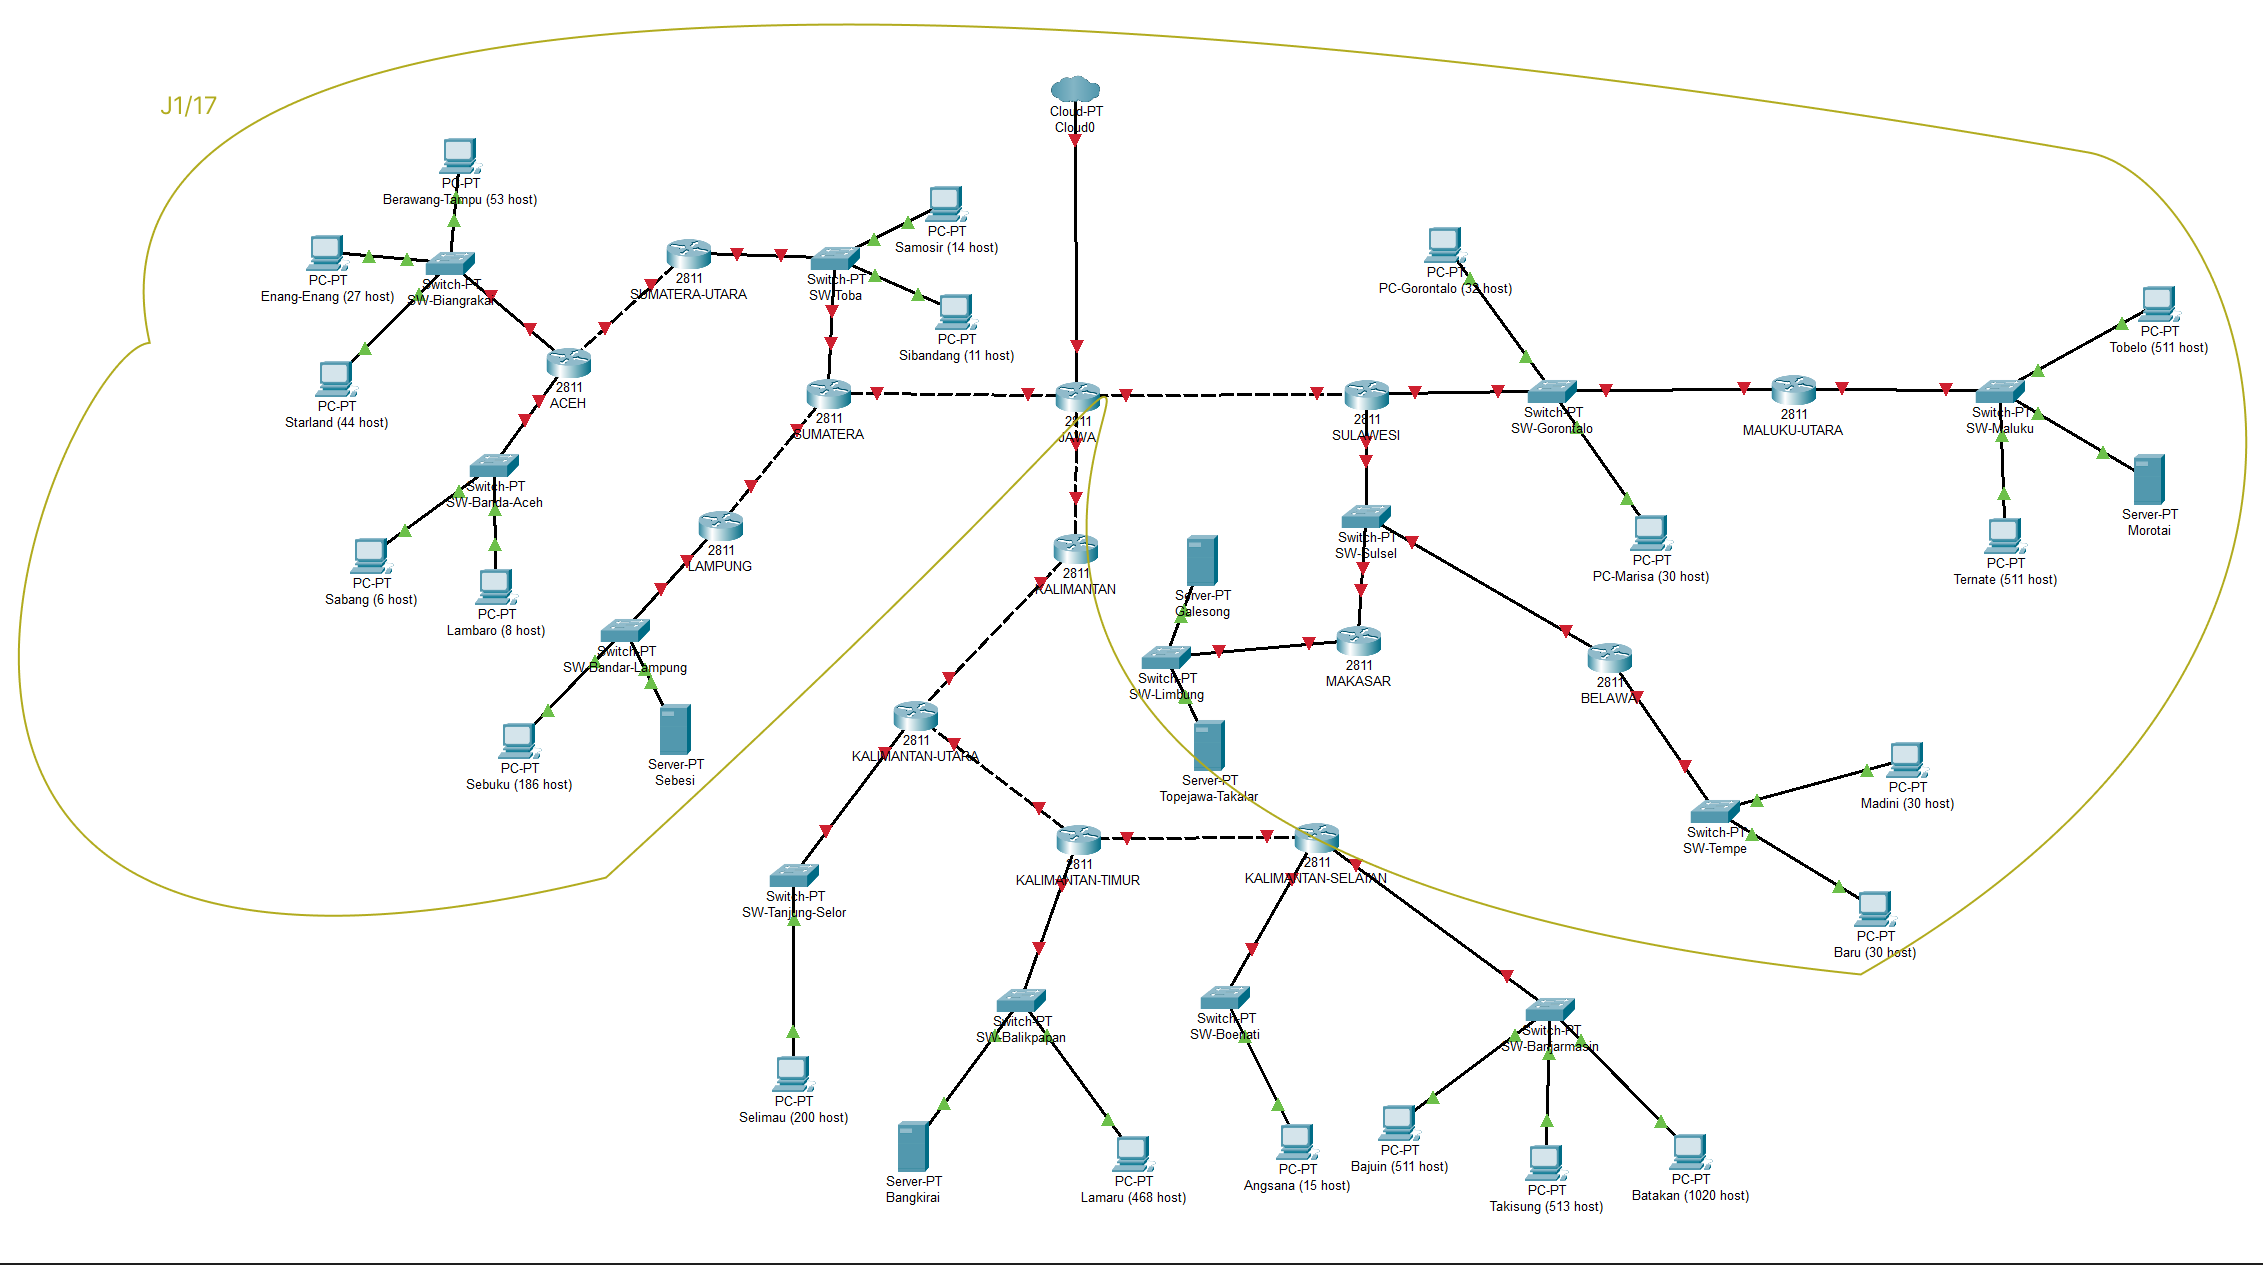 J1/17
Cloud-PT
Cloud0
PC-PT
Berawang-Tampu (53 host)
PC-PT
Enang-Enang (27 host)
Switch-PT
SW-Biangrakai
PC-PT
Starland (44 host)
2811
SUMATERA-UTARA
Switch-PT
SW-Toba
PC-PT
Samosir (14 host)
PC-PT
Sibandang (11 host)
2811
ACEH
2811
SUMATERA
2811
JAWA
2811
SULAWESI
PC-PT
PC-Gorontalo (32 host)
Switch-PT
SW-Gorontalo
2811
MALUKU-UTARA
Switch-PT
SW-Maluku
PC-PT
Tobelo (511 host)
Server-PT
Morotai
PC-PT
Ternate (511 host)
PC-PT
PC-Marisa (30 host)
Switch-PT
SW-Banda-Aceh
PC-PT
Sabang (6 host)
PC-PT
Lambaro (8 host)
2811
LAMPUNG
Switch-PT
SW-Bandar-Lampung
PC-PT
Sebuku (186 host)
Server-PT
Sebesi
2811
KALIMANTAN
Switch-PT
SW-Sulsel
Server-PT
Galesong
Switch-PT
SW-Limbung
2811
MAKASAR
2811
BELAWA
Server-PT
Topejawa-Takalar
Switch-PT
SW-Tempe
PC-PT
Madini (30 host)
PC-PT
Baru (30 host)
2811
KALIMANTAN-UTARA
2811
KALIMANTAN-TIMUR
2811
KALIMANTAN-SELATAN
Switch-PT
SW-Tanjung-Selor
PC-PT
Selimau (200 host)
Switch-PT
SW-Balikpapan
Server-PT
Bangkirai
PC-PT
Lamaru (468 host)
Switch-PT
SW-Boenati
PC-PT
Angsana (15 host)
Switch-PT
SW-Banjarmasin
PC-PT
Bajuin (511 host)
PC-PT
Takisung (513 host)
PC-PT
Batakan (1020 host)